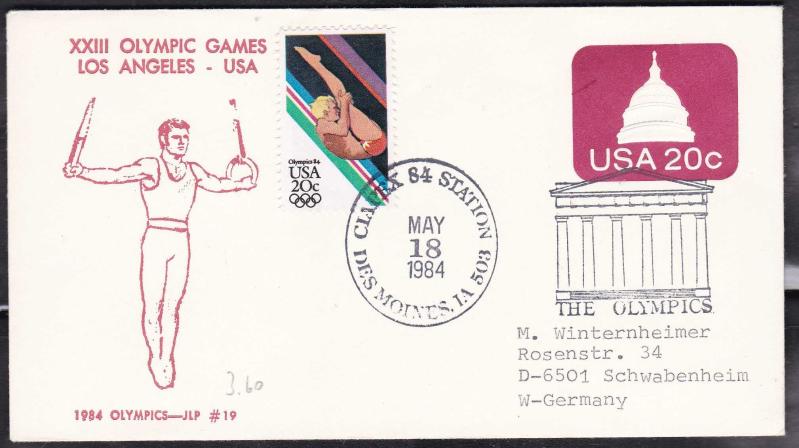 XXIII OLYMPIC GAMES
LOS ANGELES - USA
Olympics 84
USA
20c
USA 20c
84 STATION
MAY
18
1984
DES MOINES, IA 503
THE OLYMPICS
M. Winternheimer
Rosenstr. 34
D-6501 Schwabenheim
W-Germany
3.60
1984 OLYMPICS—JLP #19